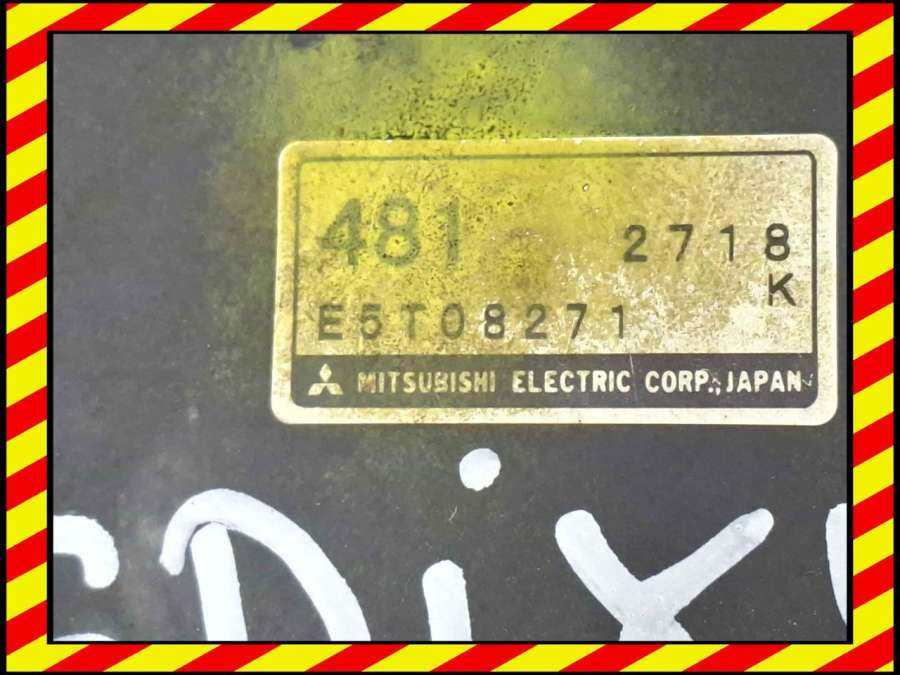 481 2718
K
E5T08271
MITSUBISHI ELECTRIC CORP., JAPAN